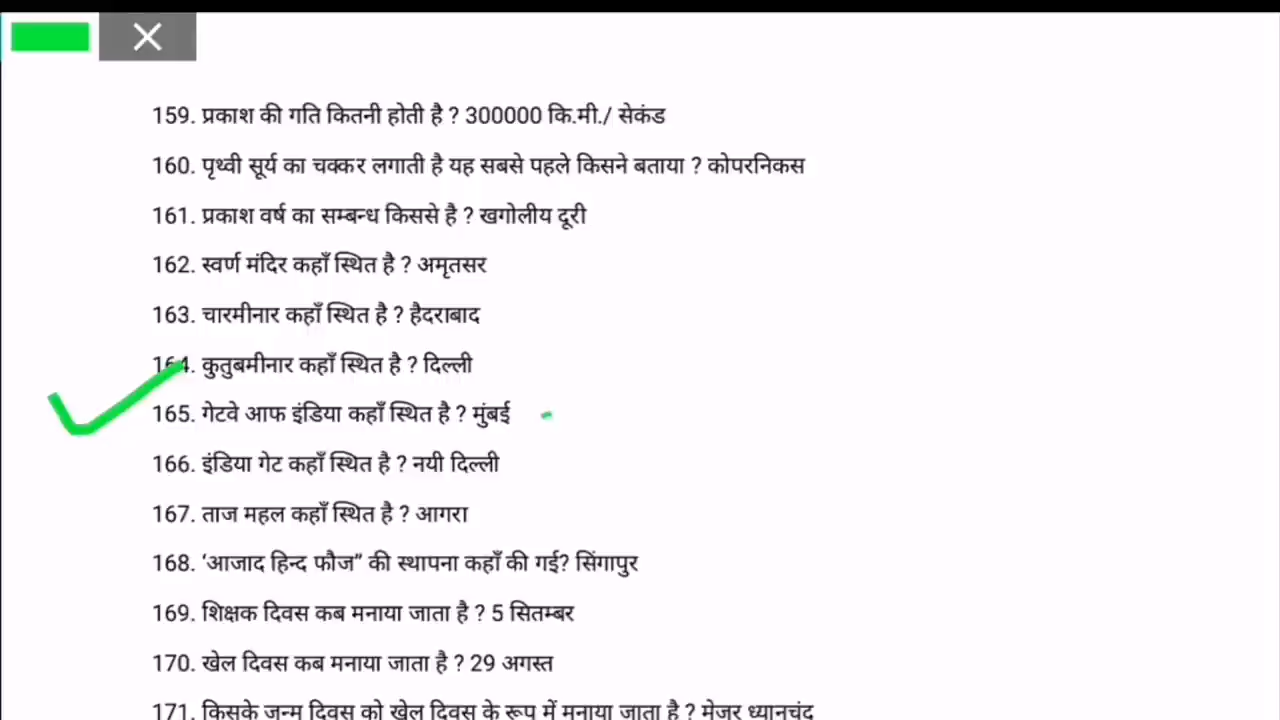 159. प्रकाश की गति कितनी होती है ? 300000 कि.मी./ सेकंड
160. पृथ्वी सूर्य का चक्कर लगाती है यह सबसे पहले किसने बताया ? कोपरनिकस
161. प्रकाश वर्ष का सम्बन्ध किससे है ? खगोलीय दूरी
162. स्वर्ण मंदिर कहाँ स्थित है ? अमृतसर
163. चारमीनार कहाँ स्थित है ? हैदराबाद
164. कुतुबमीनार कहाँ स्थित है ? दिल्ली
165. गेटवे आफ इंडिया कहाँ स्थित है ? मुंबई
166. इंडिया गेट कहाँ स्थित है ? नयी दिल्ली
167. ताज महल कहाँ स्थित है ? आगरा
168. ‘आजाद हिन्द फौज” की स्थापना कहाँ की गई? सिंगापुर
169. शिक्षक दिवस कब मनाया जाता है ? 5 सितम्बर
170. खेल दिवस कब मनाया जाता है ? 29 अगस्त
171. किसके जन्म दिवस को खेल दिवस के रूप में मनाया जाता है ? मेजर ध्यानचंद